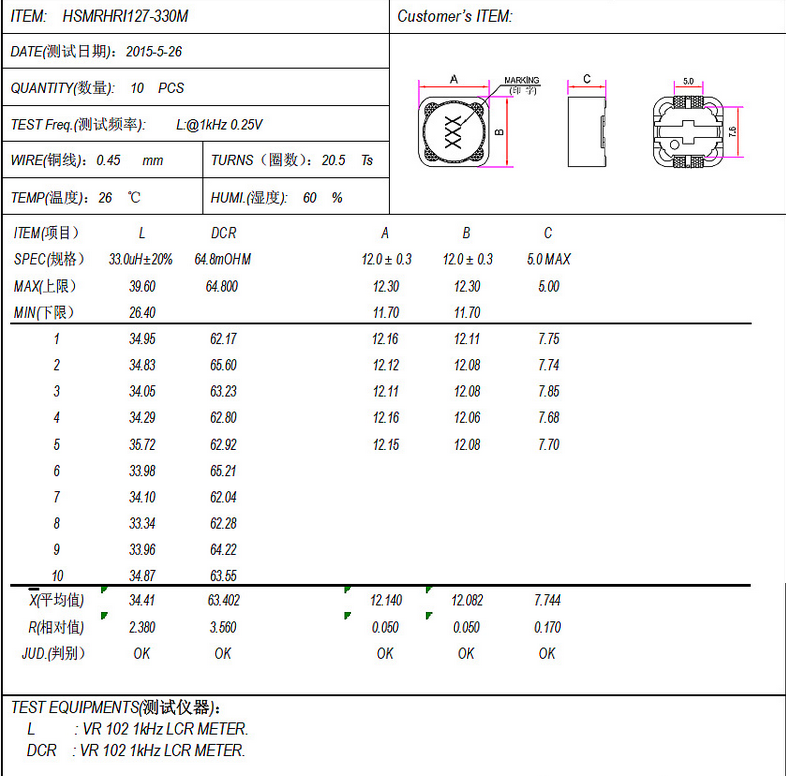 ITEM: HSMRHRI127-330M Customer's ITEM:
DATE(测试日期): 2015-5-26
QUANTITY(数量): 10 PCS
TEST Freq.(测试频率): L:@1kHz 0.25V
WIRE(铜线): 0.45 mm TURNS (圈数): 20.5 Ts
TEMP(温度): 26 ℃ HUMI.(湿度): 60 %
A MARKING C 5.0
(印字)
XXX B 7.6
ITEM(项目) L DCR A B C
SPEC(规格) 33.0uH±20% 64.8mOHM 12.0 ± 0.3 12.0 ± 0.3 5.0 MAX
MAX(上限) 39.60 64.800 12.30 12.30 5.00
MIN(下限) 26.40 11.70 11.70
1 34.95 62.17 12.16 12.11 7.75
2 34.83 65.60 12.12 12.08 7.74
3 34.05 63.23 12.11 12.08 7.85
4 34.29 62.80 12.16 12.06 7.68
5 35.72 62.92 12.15 12.08 7.70
6 33.98 65.21
7 34.10 62.04
8 33.34 62.28
9 33.96 64.22
10 34.87 63.55
X̅(平均值) 34.41 63.402 12.140 12.082 7.744
R(相对值) 2.380 3.560 0.050 0.050 0.170
JUD.(判别) OK OK OK OK OK
TEST EQUIPMENTS(测试仪器):
L : VR 102 1kHz LCR METER.
DCR : VR 102 1kHz LCR METER.